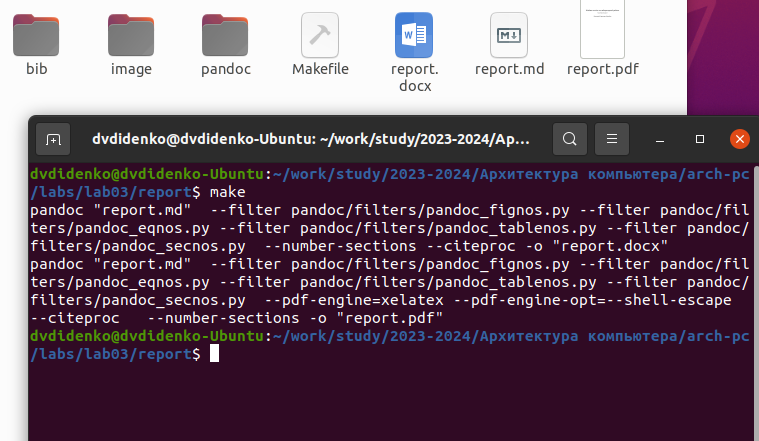 bib
image
pandoc
Makefile
report.
docx
report.md
report.pdf
dvdidenko@dvdidenko-Ubuntu: ~/work/study/2023-2024/Ар...
dvdidenko@dvdidenko-Ubuntu:~/work/study/2023-2024/Архитектура компьютера/arch-pc
/labs/lab03/report$ make
pandoc "report.md"  --filter pandoc/filters/pandoc_fignos.py --filter pandoc/fil
ters/pandoc_eqnos.py --filter pandoc/filters/pandoc_tablenos.py --filter pandoc/
filters/pandoc_secnos.py  --number-sections --citeproc -o "report.docx"
pandoc "report.md"  --filter pandoc/filters/pandoc_fignos.py --filter pandoc/fil
ters/pandoc_eqnos.py --filter pandoc/filters/pandoc_tablenos.py --filter pandoc/
filters/pandoc_secnos.py  --pdf-engine=xelatex --pdf-engine-opt=--shell-escape
--citeproc   --number-sections -o "report.pdf"
dvdidenko@dvdidenko-Ubuntu:~/work/study/2023-2024/Архитектура компьютера/arch-pc
/labs/lab03/report$